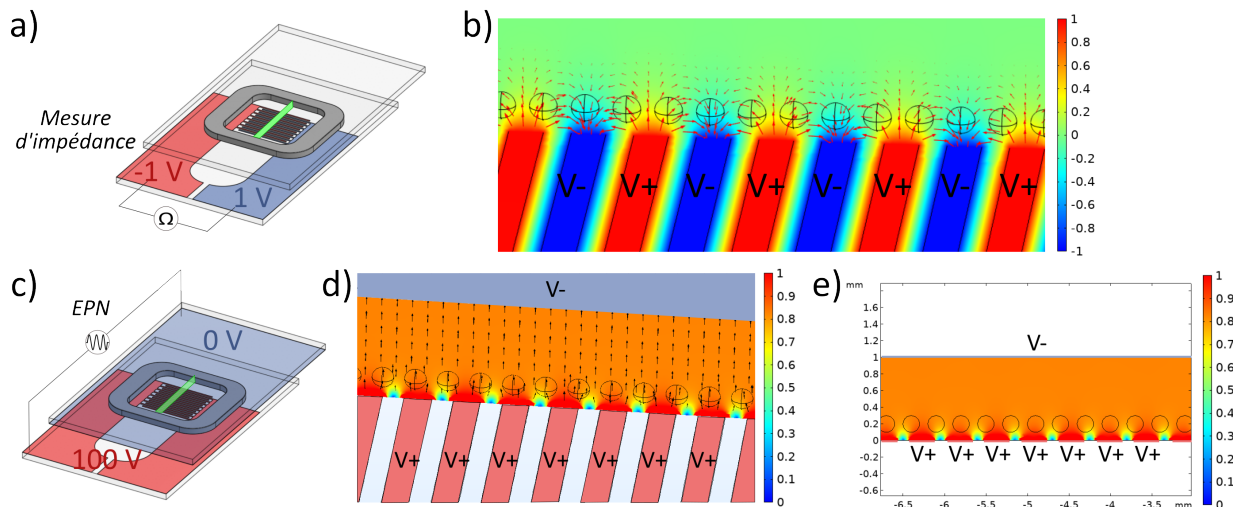 a)
Mesure
d'impédance
-1 V
1 V
Ω
b)
V- V+ V- V+ V- V+ V- V+
1
0.8
0.6
0.4
0.2
0
-0.2
-0.4
-0.6
-0.8
-1
c)
EPN
0 V
100 V
d)
V-
V+ V+ V+ V+ V+ V+ V+
1
0.9
0.8
0.7
0.6
0.5
0.4
0.3
0.2
0.1
0
e)
mm
1.8
1.6
1.4
1.2
1
0.8
0.6
0.4
0.2
0
-0.2
-0.4
-0.6
V-
V+ V+ V+ V+ V+ V+ V+
-6.5 -6 -5.5 -5 -4.5 -4 -3.5 mm
1
0.9
0.8
0.7
0.6
0.5
0.4
0.3
0.2
0.1
0